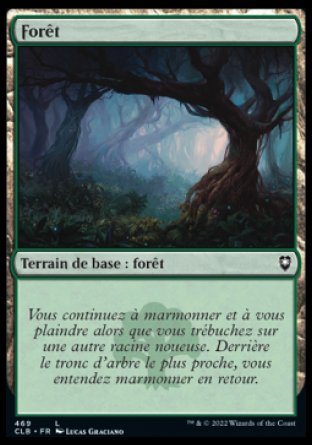 Forêt
Terrain de base : forêt
Vous continuez à marmonner et à vous
plaindre alors que vous trébuchez sur
une autre racine noueuse. Derrière
le tronc d'arbre le plus proche, vous
entendez marmonner en retour.
469 L
CLB • FR Lucas Graciano
™ & © 2022 Wizards of the Coast